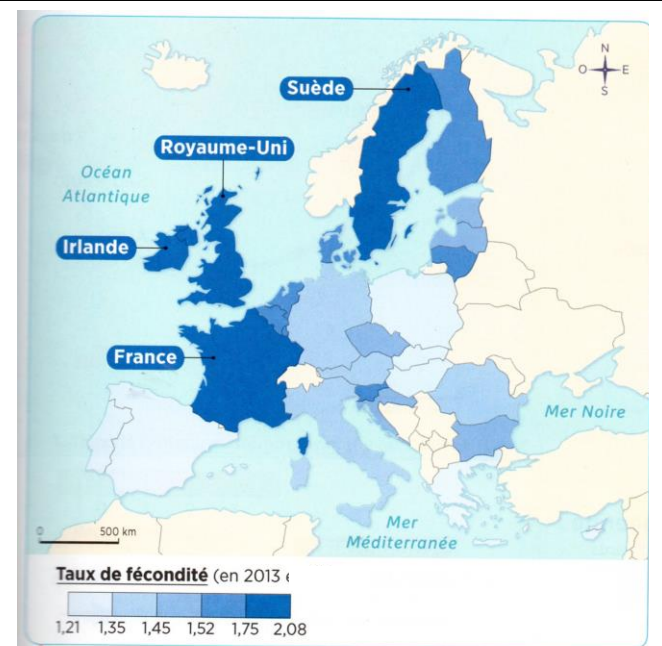 N
O E
S
Suède
Royaume-Uni
Océan
Atlantique
Irlande
France
Mer Noire
Mer
Méditerranée
0 500 km
Taux de fécondité (en 2013
1,21 1,35 1,45 1,52 1,75 2,08